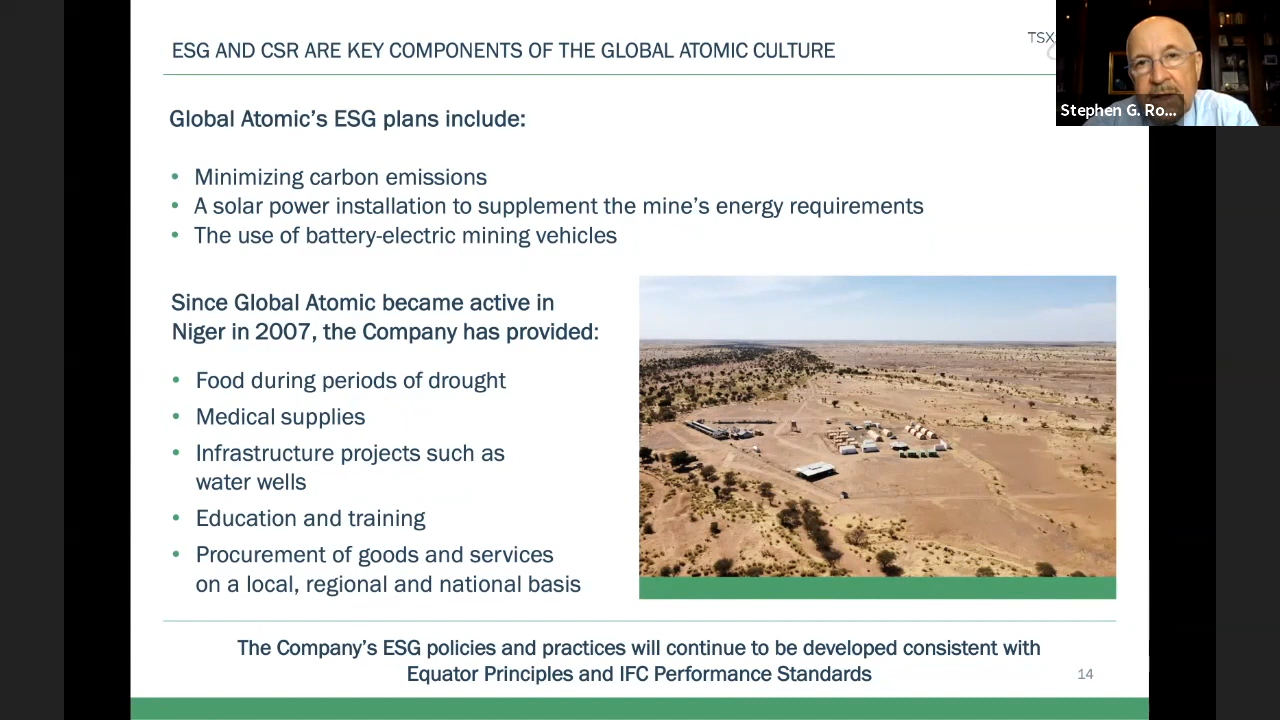 ESG AND CSR ARE KEY COMPONENTS OF THE GLOBAL ATOMIC CULTURE
TSX
Stephen G. Ro...
Global Atomic’s ESG plans include:
• Minimizing carbon emissions
• A solar power installation to supplement the mine’s energy requirements
• The use of battery-electric mining vehicles
Since Global Atomic became active in
Niger in 2007, the Company has provided:
• Food during periods of drought
• Medical supplies
• Infrastructure projects such as
water wells
• Education and training
• Procurement of goods and services
on a local, regional and national basis
The Company’s ESG policies and practices will continue to be developed consistent with
Equator Principles and IFC Performance Standards
14